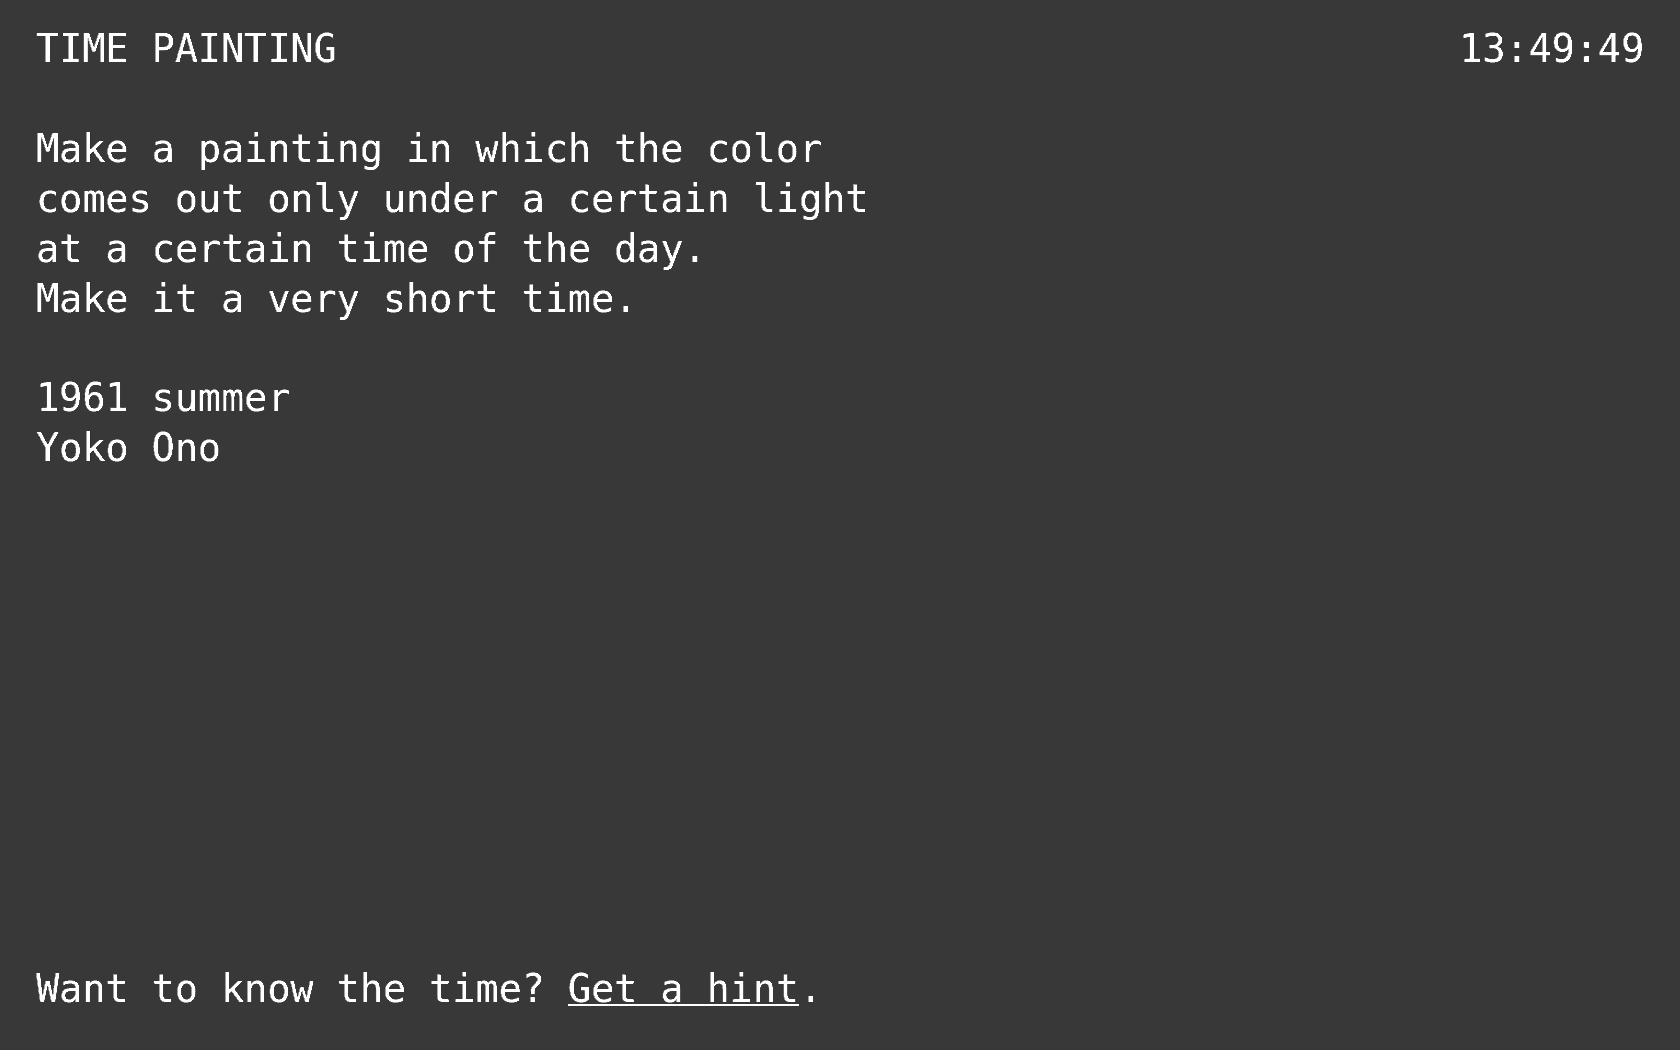 TIME PAINTING
13:49:49
Make a painting in which the color
comes out only under a certain light
at a certain time of the day.
Make it a very short time.
1961 summer
Yoko Ono
Want to know the time? Get a hint.